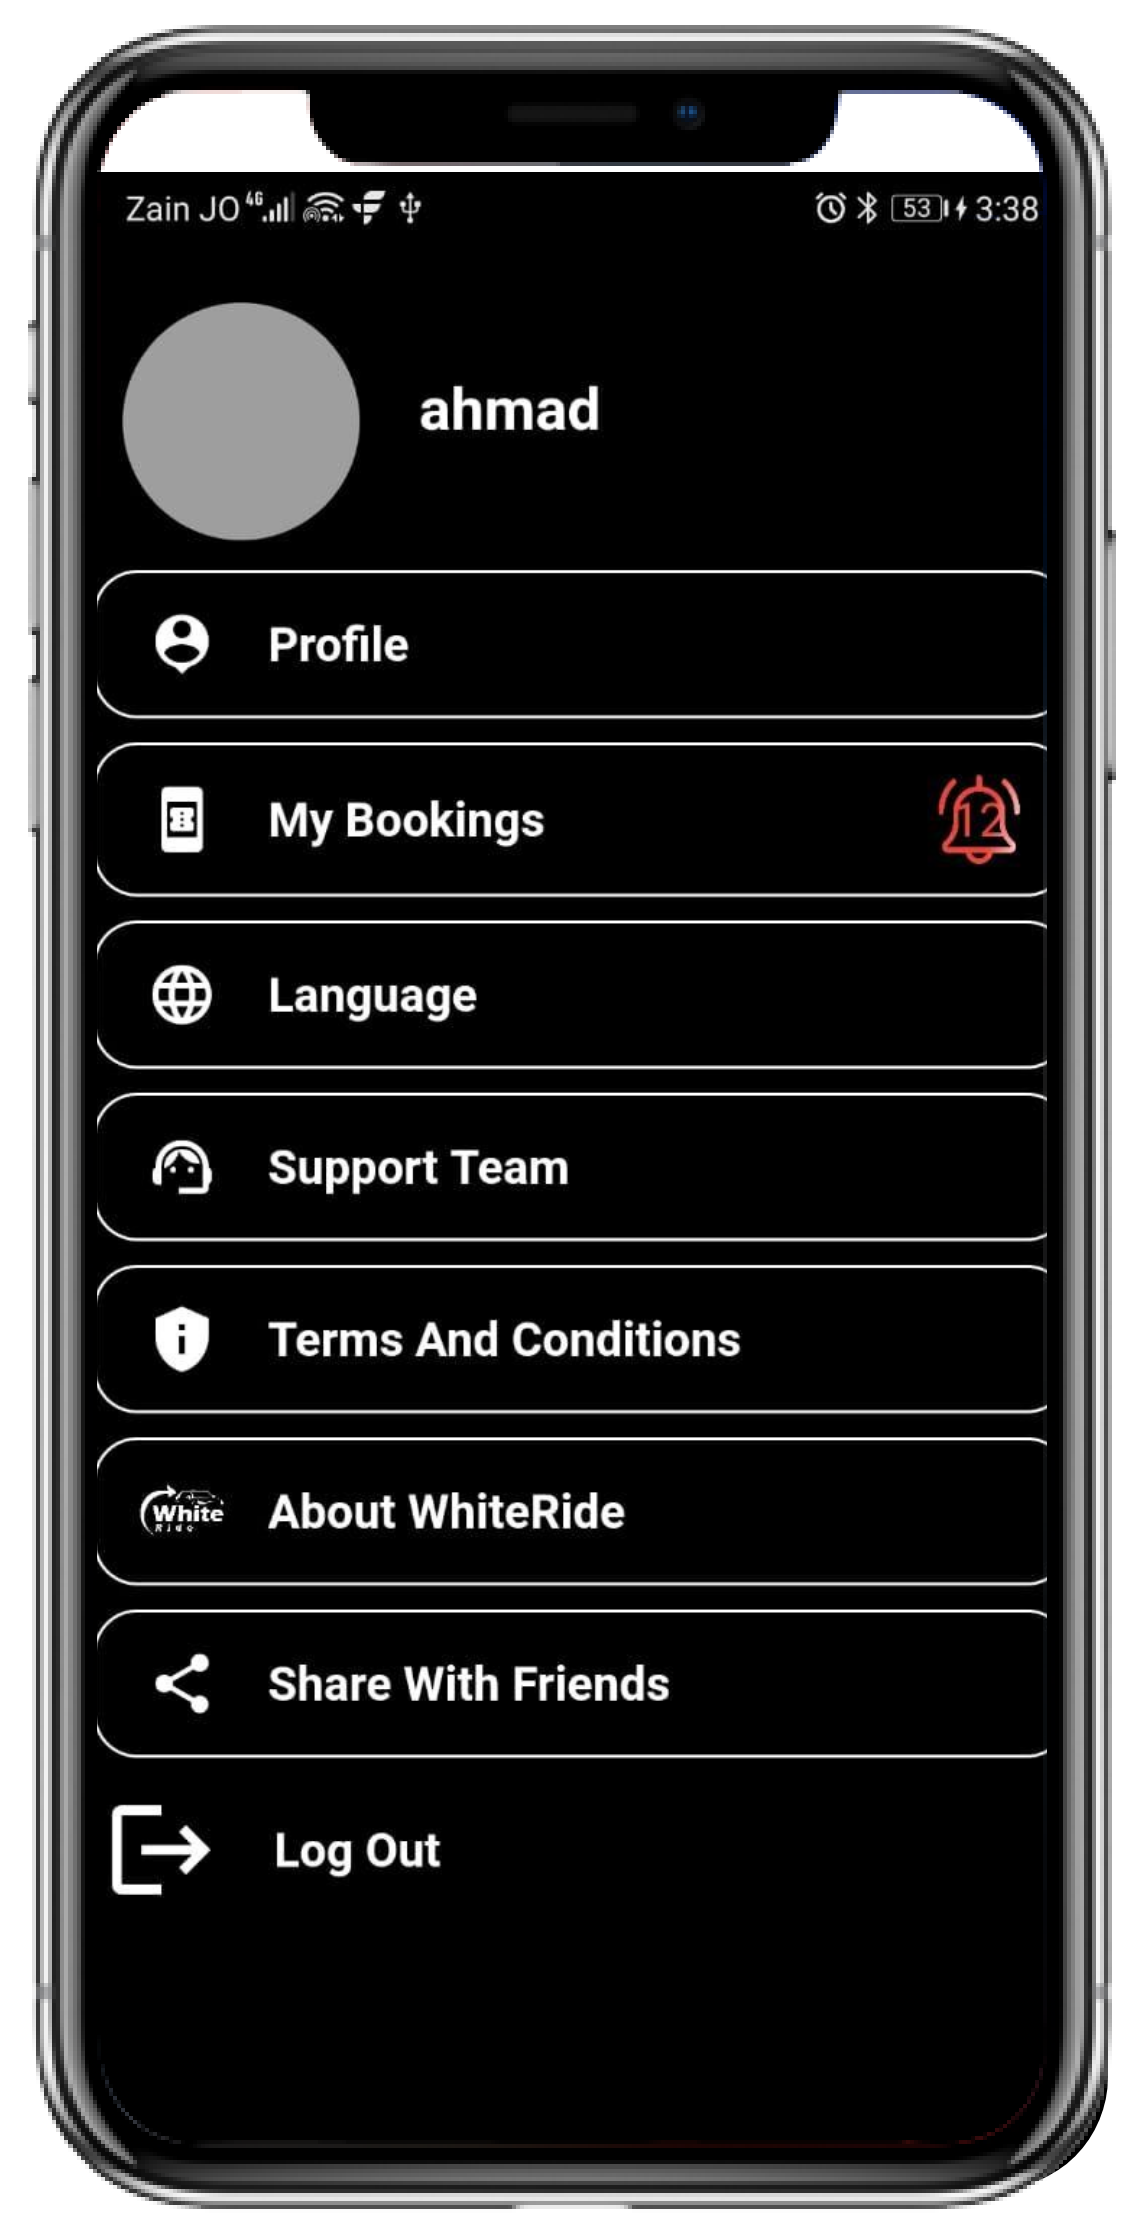 Zain JO 4G 53 3:38
ahmad
Profile
My Bookings 12
Language
Support Team
Terms And Conditions
White
Ride
About WhiteRide
Share With Friends
Log Out